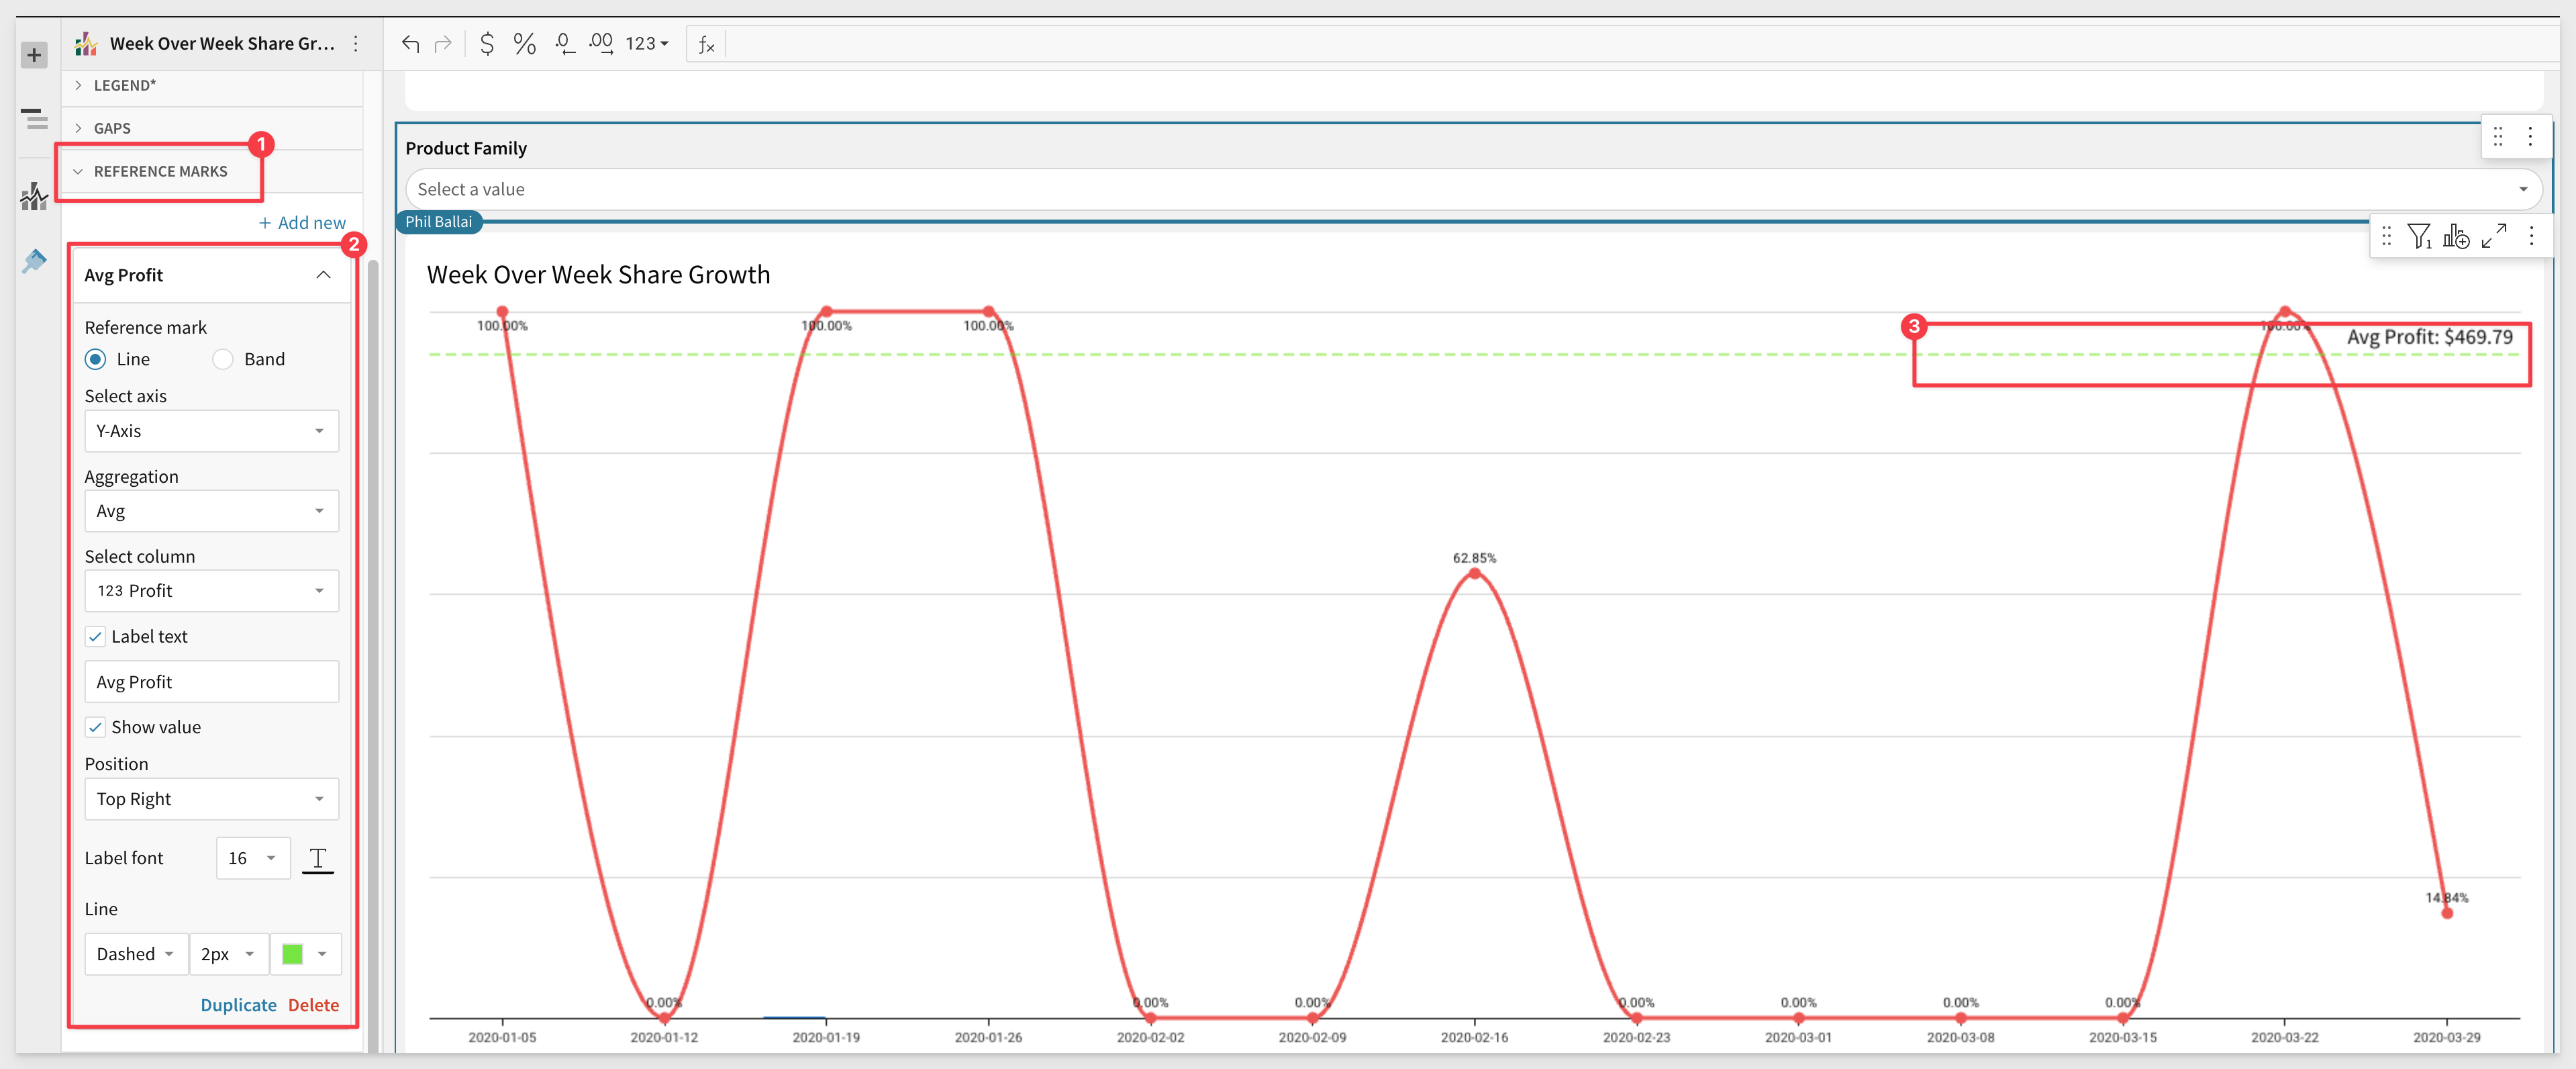 Week Over Week Share Gr...
$ % .0 .00 123
fx
LEGEND*
GAPS
1
REFERENCE MARKS
+ Add new
2
Avg Profit
Reference mark
Line Band
Select axis
Y-Axis
Aggregation
Avg
Select column
123 Profit
Label text
Avg Profit
Show value
Position
Top Right
Label font 16 T
Line
Dashed 2px
Duplicate Delete
Product Family
Select a value
Phil Ballai
1
Week Over Week Share Growth
100.00% 100.00% 100.00% 100.00%
3
Avg Profit: $469.79
62.85%
14.84%
0.00% 0.00% 0.00% 0.00% 0.00% 0.00% 0.00%
2020-01-05 2020-01-12 2020-01-19 2020-01-26 2020-02-02 2020-02-09 2020-02-16 2020-02-23 2020-03-01 2020-03-08 2020-03-15 2020-03-22 2020-03-29